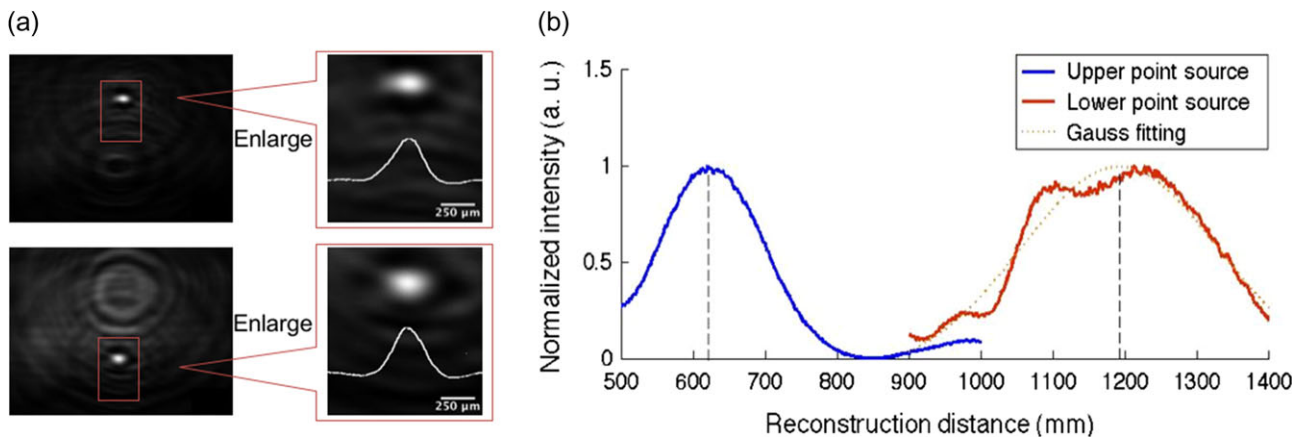 (a)
Enlarge
250 µm
Enlarge
250 µm
(b)
Normalized intensity (a. u.)
1.5
1
0.5
0
Upper point source
Lower point source
Gauss fitting
500 600 700 800 900 1000 1100 1200 1300 1400
Reconstruction distance (mm)